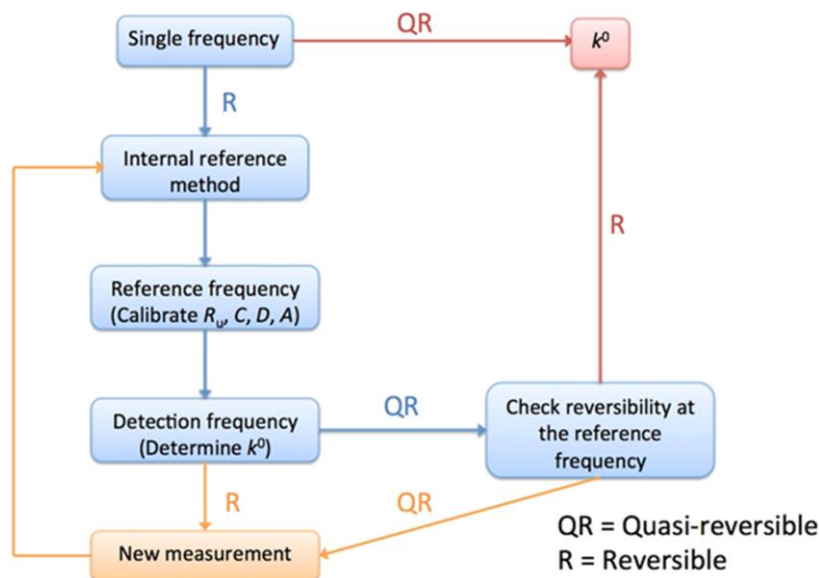 Single frequency
QR
k⁰
R
Internal reference
method
R
Reference frequency
(Calibrate Rᵤ, C, D, A)
Detection frequency
(Determine k⁰)
QR
Check reversibility at
the reference
frequency
R
QR
New measurement
QR = Quasi-reversible
R = Reversible